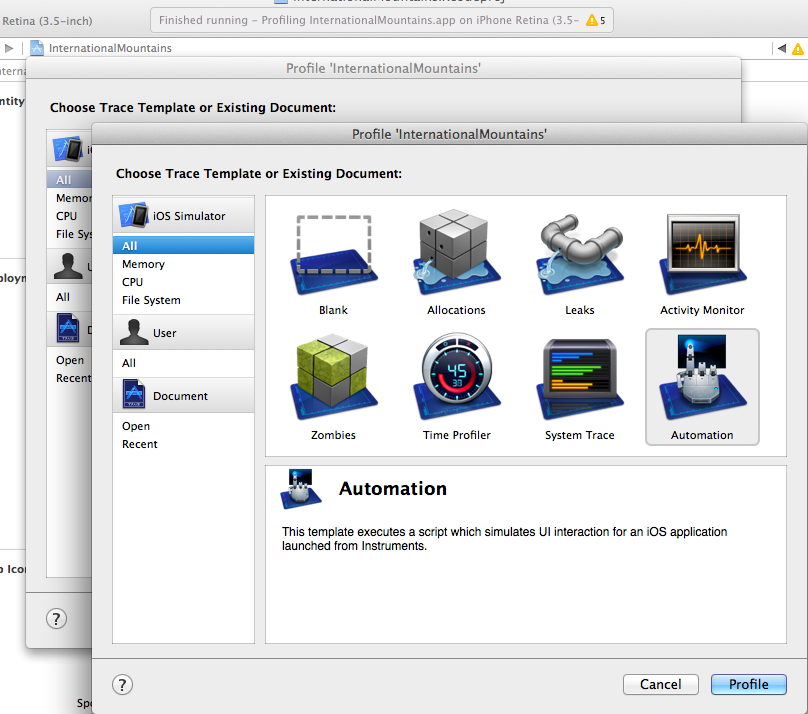 Retina (3.5-inch)
Finished running – Profiling InternationalMountains.app on iPhone Retina (3.5-
5
InternationalMountains
Profile 'InternationalMountains'
Choose Trace Template or Existing Document:
All
CPU
All
Open
Recent
?
Profile 'InternationalMountains'
Choose Trace Template or Existing Document:
iOS Simulator
All
Memory
CPU
File System
User
All
Document
Open
Recent
Blank
Allocations
Leaks
Activity Monitor
45
30
Zombies
Time Profiler
System Trace
Automation
Automation
This template executes a script which simulates UI interaction for an iOS application
launched from Instruments.
?
Cancel
Profile